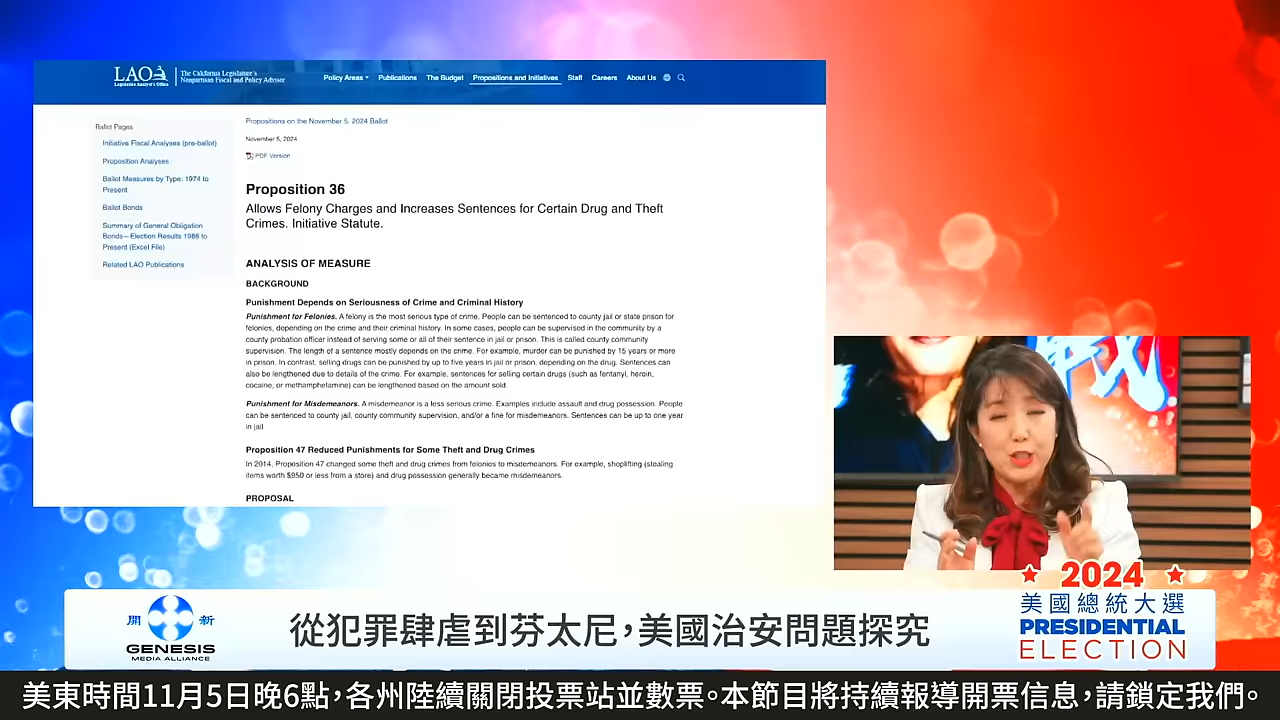 LAO
Legislative Analyst's Office
The California Legislature's
Nonpartisan Fiscal and Policy Advisor
Policy Areas
Publications
The Budget
Propositions and Initiatives
Staff
Careers
About Us
Ballot Pages
Initiative Fiscal Analyses (pre-ballot)
Proposition Analyses
Ballot Measures by Type: 1974 to
Present
Ballot Bonds
Summary of General Obligation
Bonds—Election Results 1986 to
Present (Excel File)
Related LAO Publications
Propositions on the November 5, 2024 Ballot
November 5, 2024
PDF Version
Proposition 36
Allows Felony Charges and Increases Sentences for Certain Drug and Theft
Crimes. Initiative Statute.
ANALYSIS OF MEASURE
BACKGROUND
Punishment Depends on Seriousness of Crime and Criminal History
Punishment for Felonies. A felony is the most serious type of crime. People can be sentenced to county jail or state prison for
felonies, depending on the crime and their criminal history. In some cases, people can be supervised in the community by a
county probation officer instead of serving some or all of their sentence in jail or prison. This is called county community
supervision. The length of a sentence mostly depends on the crime. For example, murder can be punished by 15 years or more
in prison. In contrast, selling drugs can be punished by up to five years in jail or prison, depending on the drug. Sentences can
also be lengthened due to details of the crime. For example, sentences for selling certain drugs (such as fentanyl, heroin,
cocaine, or methamphetamine) can be lengthened based on the amount sold.
Punishment for Misdemeanors. A misdemeanor is a less serious crime. Examples include assault and drug possession. People
can be sentenced to county jail, county community supervision, and/or a fine for misdemeanors. Sentences can be up to one year
in jail.
Proposition 47 Reduced Punishments for Some Theft and Drug Crimes
In 2014, Proposition 47 changed some theft and drug crimes from felonies to misdemeanors. For example, shoplifting (stealing
items worth $950 or less from a store) and drug possession generally became misdemeanors.
PROPOSAL
開 新
GENESIS
MEDIA ALLIANCE
從犯罪肆虐到芬太尼，美國治安問題探究
2024
美國總統大選
PRESIDENTIAL
ELECTION
美東時間11月5日晚6點，各州陸續關閉投票站並數票。本節目將持續報導開票信息，請鎖定我們。